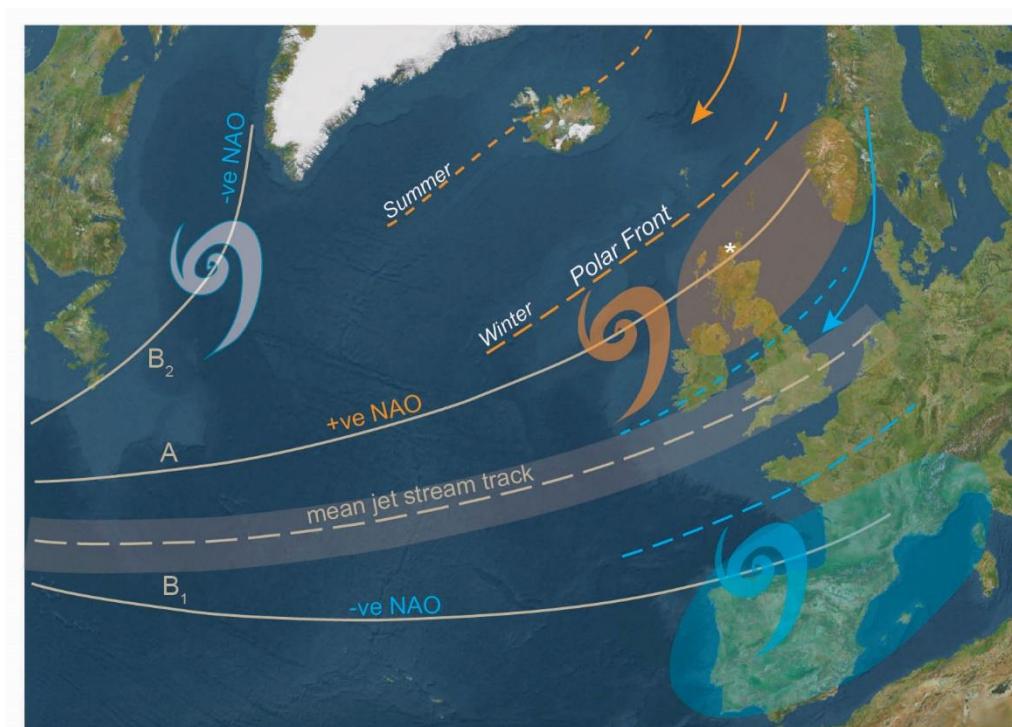 -ve NAO
Summer
Polar Front
*
Winter
B₂
+ve NAO
A
mean jet stream track
B₁
-ve NAO